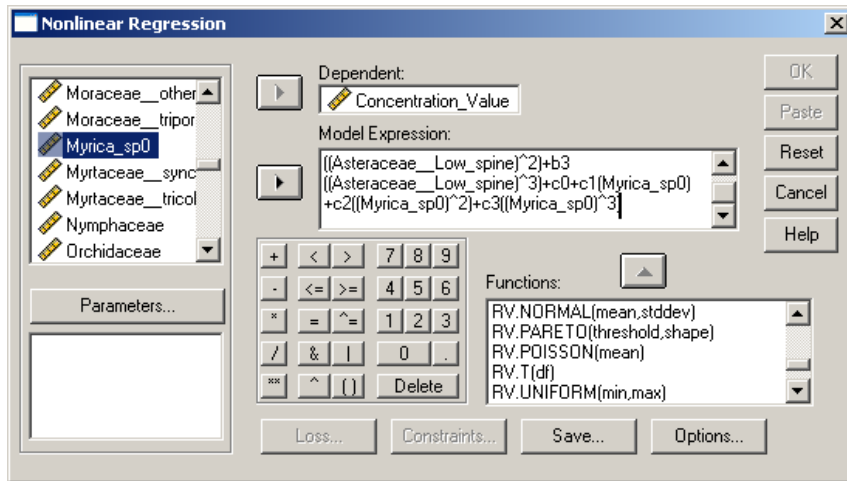 Nonlinear Regression
Moraceae__other
Moraceae__tripor
Myrica_sp0
Myrtaceae__sync
Myrtaceae__tricol
Nymphaceae
Orchidaceae
Parameters...
Dependent:
Concentration_Value
Model Expression:
((Asteraceae__Low_spine)^2)+b3
((Asteraceae__Low_spine)^3)+c0+c1(Myrica_sp0)
+c2((Myrica_sp0)^2)+c3((Myrica_sp0)^3)
+ < > 7 8 9
- <= >= 4 5 6
* = ^= 1 2 3
/ & | 0 .
** ^ () Delete
Functions:
RV.NORMAL(mean,stddev)
RV.PARETO(threshold,shape)
RV.POISSON(mean)
RV.T(df)
RV.UNIFORM(min,max)
OK
Paste
Reset
Cancel
Help
Loss...
Constraints...
Save...
Options...